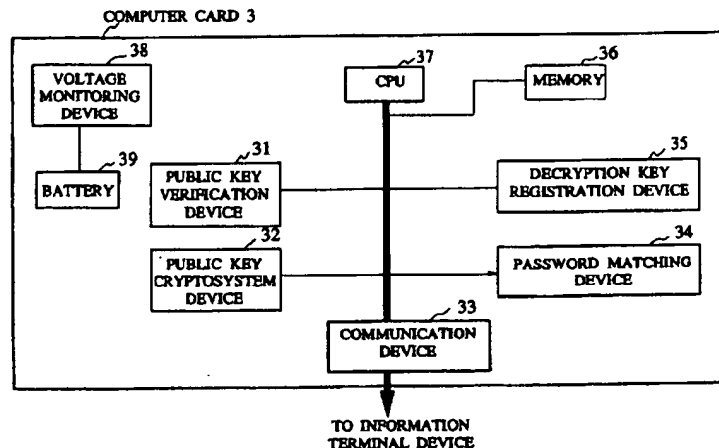 COMPUTER CARD 3
38
VOLTAGE
MONITORING
DEVICE
37
CPU
36
MEMORY
39
BATTERY
31
PUBLIC KEY
VERIFICATION
DEVICE
35
DECRYPTION KEY
REGISTRATION DEVICE
32
PUBLIC KEY
CRYPTOSYSTEM
DEVICE
34
PASSWORD MATCHING
DEVICE
33
COMMUNICATION
DEVICE
TO INFORMATION
TERMINAL DEVICE